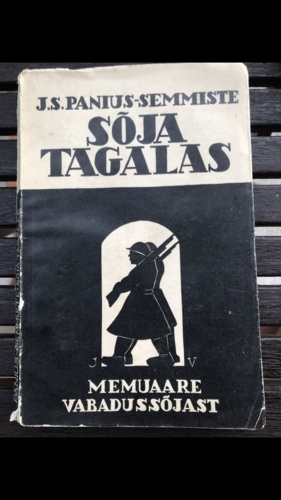 J.S.PANIUS-SEMMISTE
SÕJA
TAGALAS
J V
MEMUAARE
VABADUSSÕJAST